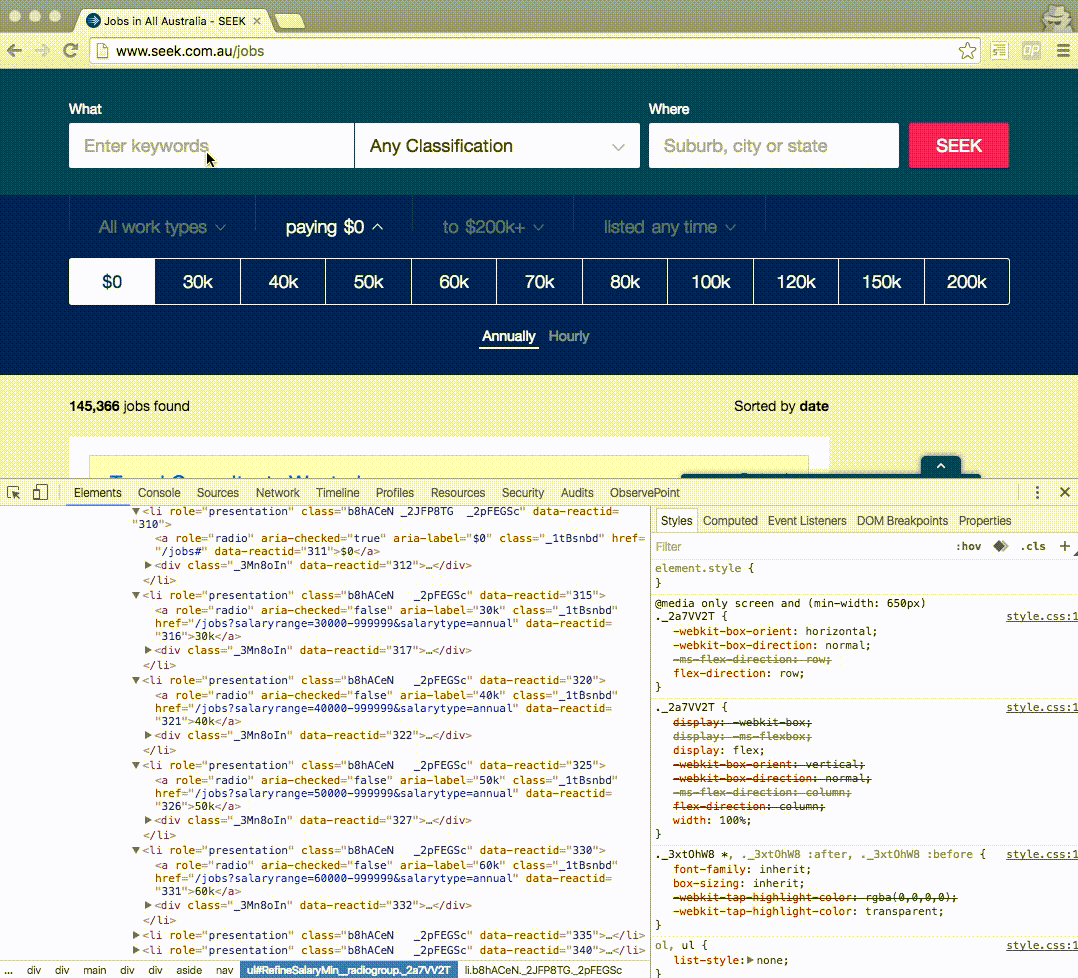 Jobs in All Australia - SEEK
www.seek.com.au/jobs
What
Where
Enter keywords
Any Classification
Suburb, city or state
SEEK
All work types
paying $0
to $200k+
listed any time
$0
30k
40k
50k
60k
70k
80k
100k
120k
150k
200k
Annually
Hourly
145,366 jobs found
Sorted by date
Elements
Console
Sources
Network
Timeline
Profiles
Resources
Security
Audits
ObservePoint
<li role="presentation" class="b8hACeN _2JFP8TG _2pFEGSc" data-reactid=
"310">
<a role="radio" aria-checked="true" aria-label="$0" class="_1tBsnbd" href=
"/jobs#" data-reactid="311">$0</a>
<div class="_3Mn8oIn" data-reactid="312">…</div>
</li>
<li role="presentation" class="b8hACeN _2pFEGSc" data-reactid="315">
<a role="radio" aria-checked="false" aria-label="30k" class="_1tBsnbd"
href="/jobs?salaryrange=30000-999999&salarytype=annual" data-reactid=
"316">30k</a>
<div class="_3Mn8oIn" data-reactid="317">…</div>
</li>
<li role="presentation" class="b8hACeN _2pFEGSc" data-reactid="320">
<a role="radio" aria-checked="false" aria-label="40k" class="_1tBsnbd"
href="/jobs?salaryrange=40000-999999&salarytype=annual" data-reactid=
"321">40k</a>
<div class="_3Mn8oIn" data-reactid="322">…</div>
</li>
<li role="presentation" class="b8hACeN _2pFEGSc" data-reactid="325">
<a role="radio" aria-checked="false" aria-label="50k" class="_1tBsnbd"
href="/jobs?salaryrange=50000-999999&salarytype=annual" data-reactid=
"326">50k</a>
<div class="_3Mn8oIn" data-reactid="327">…</div>
</li>
<li role="presentation" class="b8hACeN _2pFEGSc" data-reactid="330">
<a role="radio" aria-checked="false" aria-label="60k" class="_1tBsnbd"
href="/jobs?salaryrange=60000-999999&salarytype=annual" data-reactid=
"331">60k</a>
<div class="_3Mn8oIn" data-reactid="332">…</div>
</li>
<li role="presentation" class="b8hACeN _2pFEGSc" data-reactid="335">…</li>
<li role="presentation" class="b8hACeN _2pFEGSc" data-reactid="340">…</li>
... div div main div div aside nav ul#RefineSalaryMin__radiogroup._2a7VV2T li.b8hACeN._2JFP8TG._2pFEGSc
Styles
Computed
Event Listeners
DOM Breakpoints
Properties
Filter
:hov
.cls
+
element.style {
}
@media only screen and (min-width: 650px)
._2a7VV2T { style.css:1
-webkit-box-orient: horizontal;
-webkit-box-direction: normal;
-ms-flex-direction: row;
flex-direction: row;
}
._2a7VV2T { style.css:1
display: -webkit-box;
display: -ms-flexbox;
display: flex;
-webkit-box-orient: vertical;
-webkit-box-direction: normal;
-ms-flex-direction: column;
flex-direction: column;
width: 100%;
}
._3xtOhW8 *, ._3xtOhW8 :after, ._3xtOhW8 :before { style.css:1
font-family: inherit;
box-sizing: inherit;
-webkit-tap-highlight-color: rgba(0,0,0,0);
-webkit-tap-highlight-color: transparent;
}
ol, ul { style.css:1
list-style: none;
}